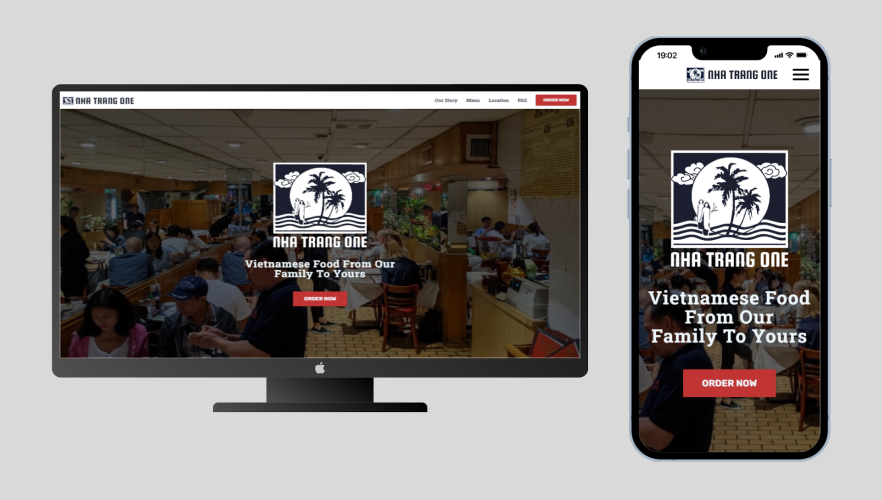 NHA TRANG ONE
Our Story Menu Location FAQ ORDER NOW
NHA TRANG ONE
Vietnamese Food From Our
Family To Yours
ORDER NOW
19:02
NHA TRANG ONE
NHA TRANG ONE
Vietnamese Food
From Our
Family To Yours
ORDER NOW